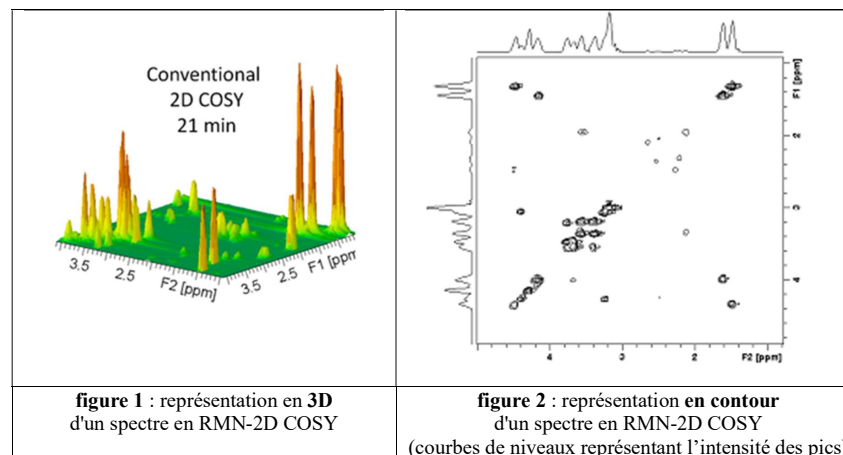 Conventional
2D COSY
21 min
3.5
2.5
F2 [ppm]
3.5
2.5
F1 [ppm
F1 [ppm]
2
3
4
4
3
2
F2 [ppm]
figure 1 : représentation en 3D
d'un spectre en RMN-2D COSY
figure 2 : représentation en contour
d'un spectre en RMN-2D COSY
(courbes de niveaux représentant l'intensité des pics)